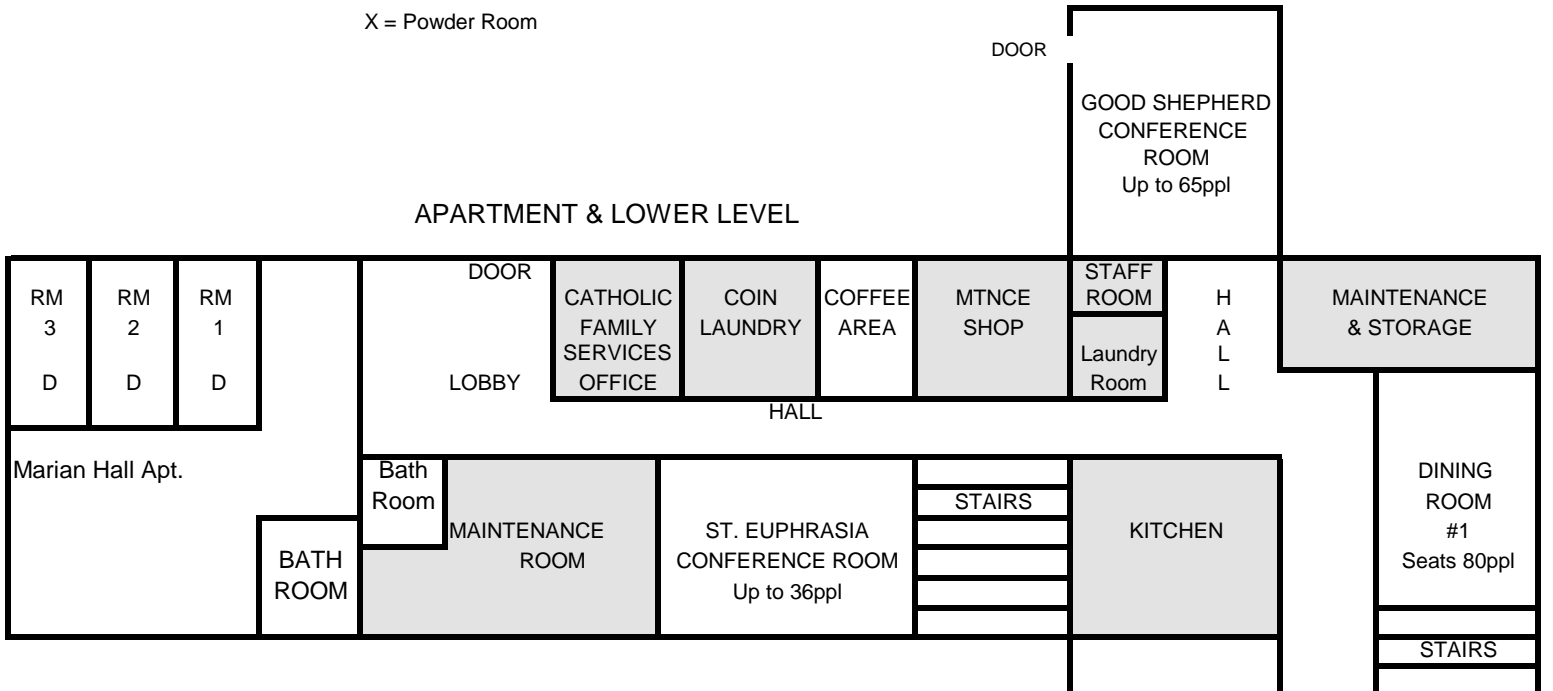 X = Powder Room
DOOR
GOOD SHEPHERD
CONFERENCE
ROOM
Up to 65ppl
APARTMENT & LOWER LEVEL
RM
3
D
RM
2
D
RM
1
D
DOOR
LOBBY
CATHOLIC
FAMILY
SERVICES
OFFICE
COIN
LAUNDRY
COFFEE
AREA
MTNCE
SHOP
STAFF
ROOM
Laundry
Room
H
A
L
L
MAINTENANCE
& STORAGE
HALL
Marian Hall Apt.
BATH
ROOM
Bath
Room
MAINTENANCE
ROOM
ST. EUPHRASIA
CONFERENCE ROOM
Up to 36ppl
STAIRS
KITCHEN
DINING
ROOM
#1
Seats 80ppl
STAIRS